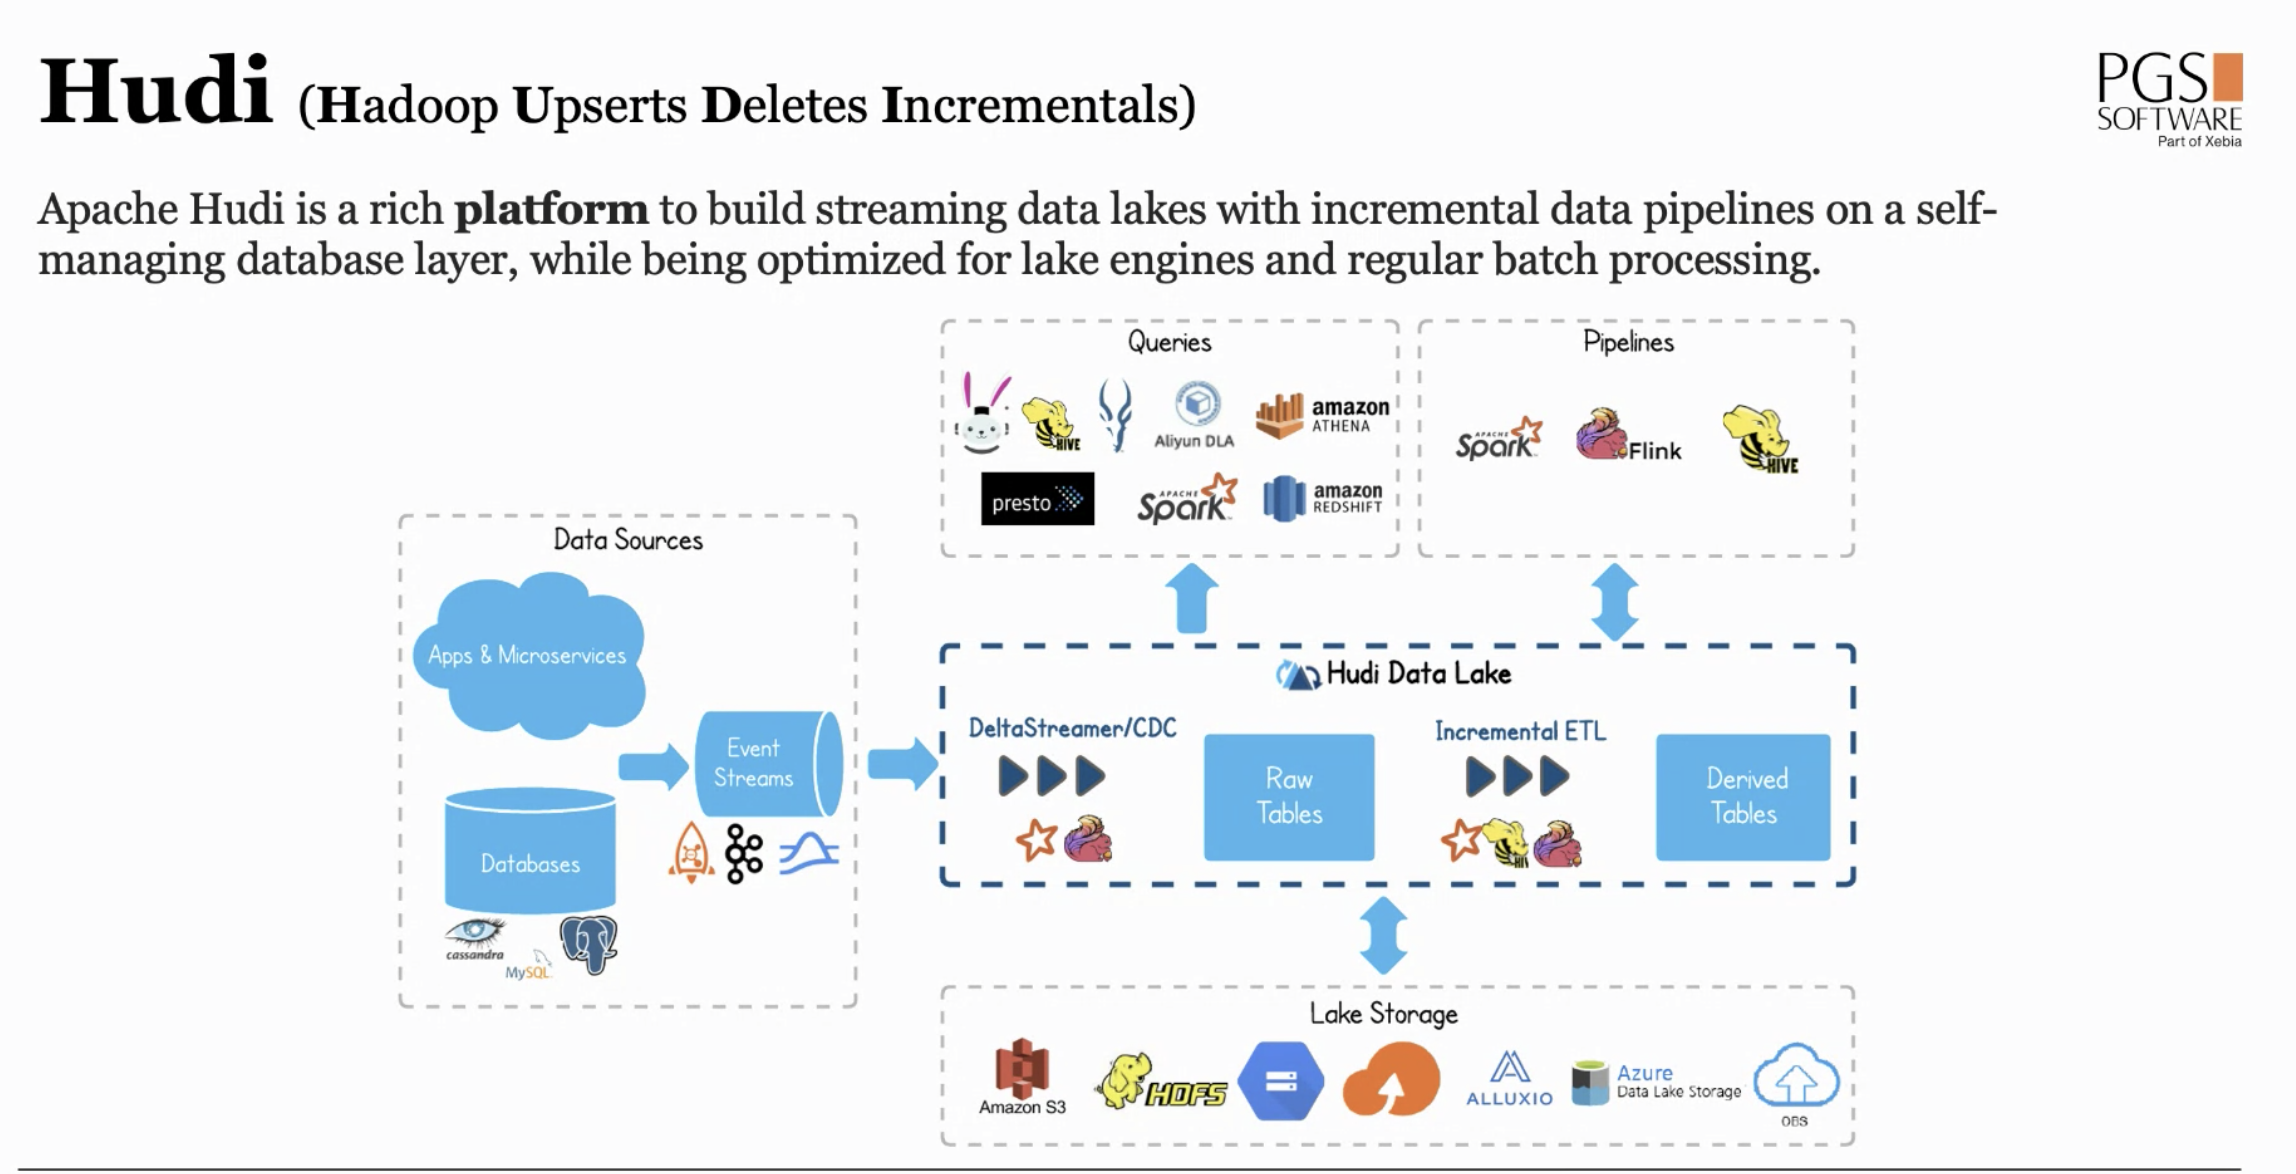 Hudi (Hadoop Upserts Deletes Incrementals)
PGS
SOFTWARE
Part of Xebia
Apache Hudi is a rich platform to build streaming data lakes with incremental data pipelines on a self-
managing database layer, while being optimized for lake engines and regular batch processing.
Queries
HIVE
Aliyun DLA
amazon
ATHENA
presto
APACHE
Spark
amazon
REDSHIFT
Pipelines
APACHE
Spark
Flink
HIVE
Data Sources
Apps & Microservices
Event
Streams
Databases
cassandra
MySQL
Hudi Data Lake
DeltaStreamer/CDC
Raw
Tables
Incremental ETL
HIV
Derived
Tables
Lake Storage
Amazon S3
HDFS
ALLUXIO
Azure
Data Lake Storage
OBS